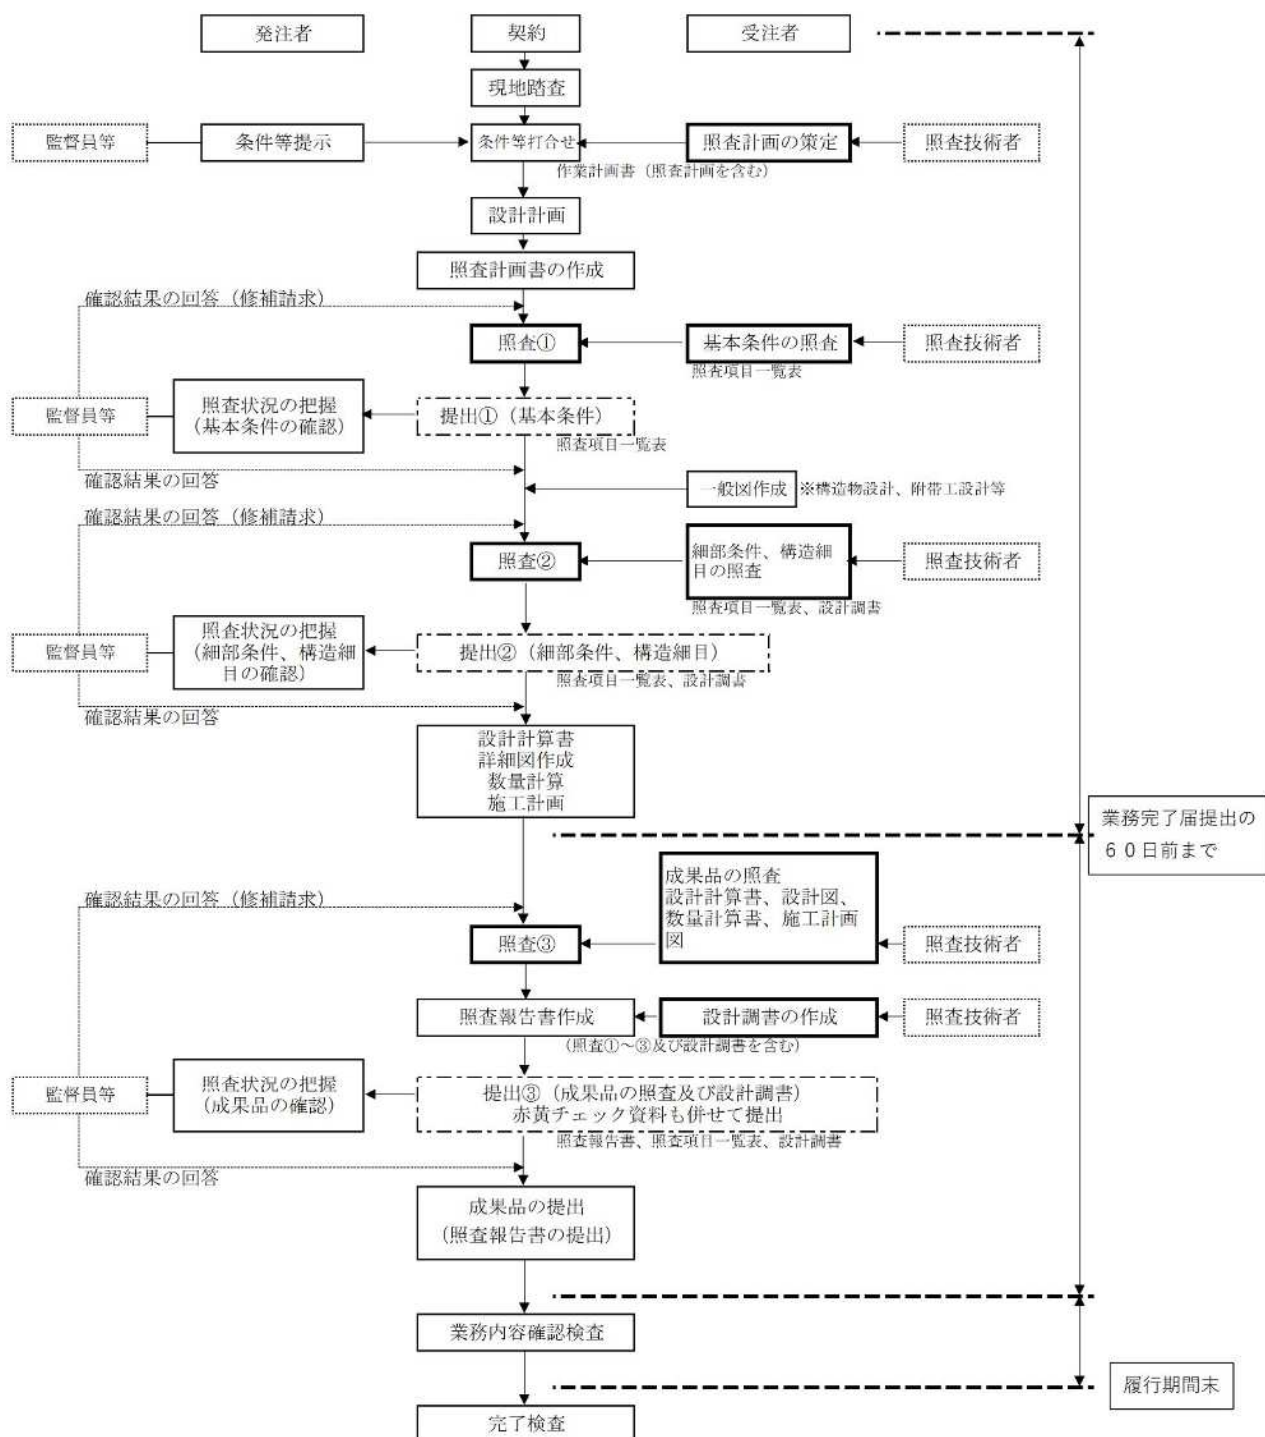 発注者
契約
受注者
現地踏査
監督員等
条件等提示
条件等打合せ
照査計画の策定
照査技術者
作業計画書（照査計画を含む）
設計計画
照査計画書の作成
確認結果の回答（修補請求）
照査①
基本条件の照査
照査技術者
照査項目一覧表
監督員等
照査状況の把握
（基本条件の確認）
提出①（基本条件）
照査項目一覧表
確認結果の回答
一般図作成
※構造物設計、附帯工設計等
確認結果の回答（修補請求）
照査②
細部条件、構造細
目の照査
照査技術者
照査項目一覧表、設計調書
監督員等
照査状況の把握
（細部条件、構造細
目の確認）
提出②（細部条件、構造細目）
照査項目一覧表、設計調書
確認結果の回答
設計計算書
詳細図作成
数量計算
施工計画
業務完了届提出の
６０日前まで
確認結果の回答（修補請求）
成果品の照査
設計計算書、設計図、
数量計算書、施工計画
図
照査③
照査技術者
照査報告書作成
設計調書の作成
照査技術者
（照査①～③及び設計調書を含む）
監督員等
照査状況の把握
（成果品の確認）
提出③（成果品の照査及び設計調書）
赤黄チェック資料も併せて提出
照査報告書、照査項目一覧表、設計調書
確認結果の回答
成果品の提出
（照査報告書の提出）
業務内容確認検査
履行期間末
完了検査